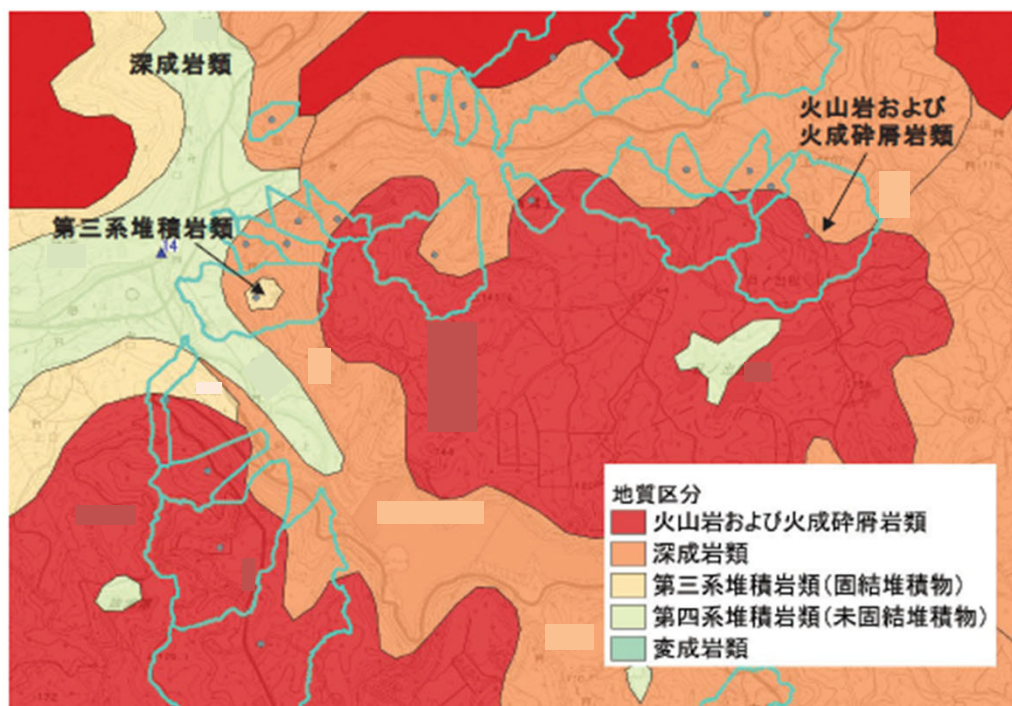 深成岩類
火山岩および
火成砕屑岩類
第三系堆積岩類
14
地質区分
火山岩および火成砕屑岩類
深成岩類
第三系堆積岩類(固結堆積物)
第四系堆積岩類(未固結堆積物)
変成岩類